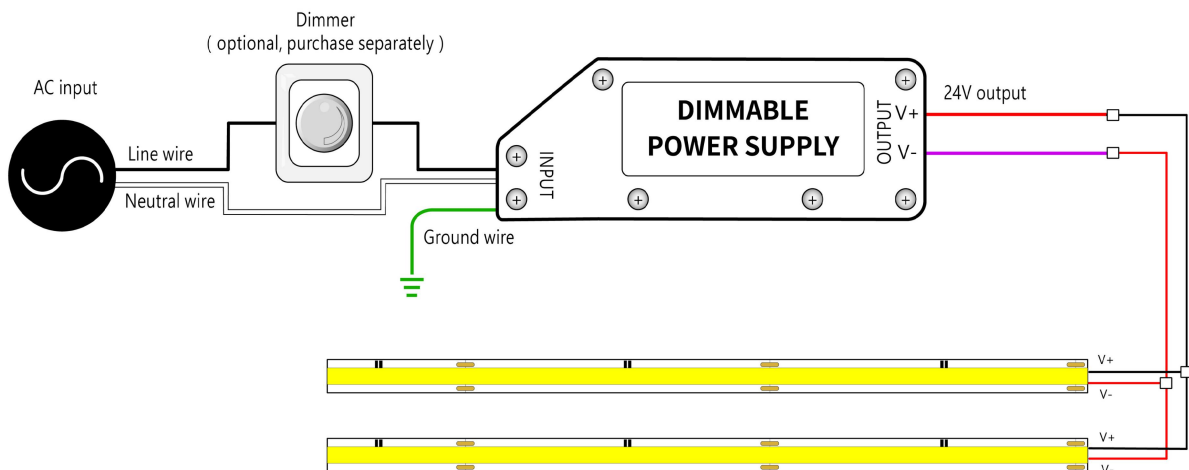 Dimmer
( optional, purchase separately )
AC input
Line wire
Neutral wire
Ground wire
INPUT
DIMMABLE
POWER SUPPLY
OUTPUT
V+
V-
24V output
V+
V-
V+
V-